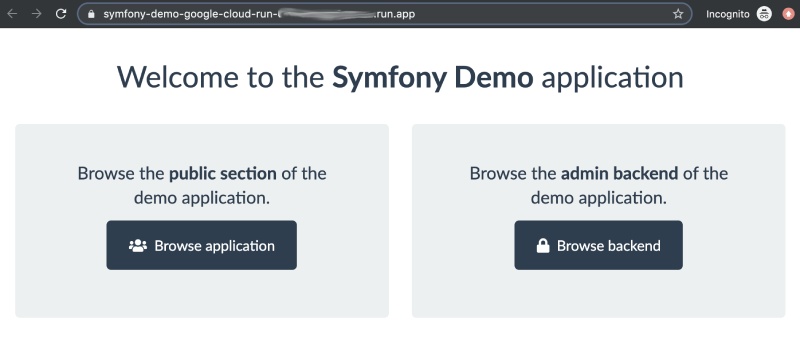 symfony-demo-google-cloud-run- .run.app
Incognito
Welcome to the Symfony Demo application
Browse the public section of the
demo application.
Browse application
Browse the admin backend of the
demo application.
Browse backend